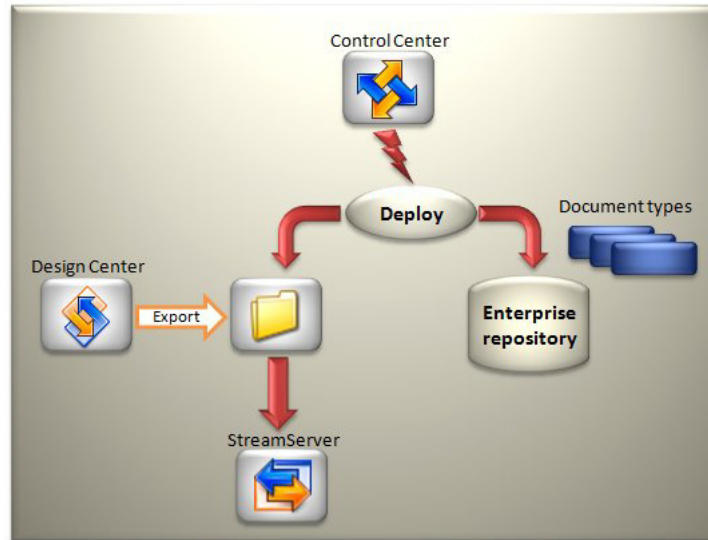 Control Center
Deploy
Document types
Design Center
Export
Enterprise
repository
StreamServer